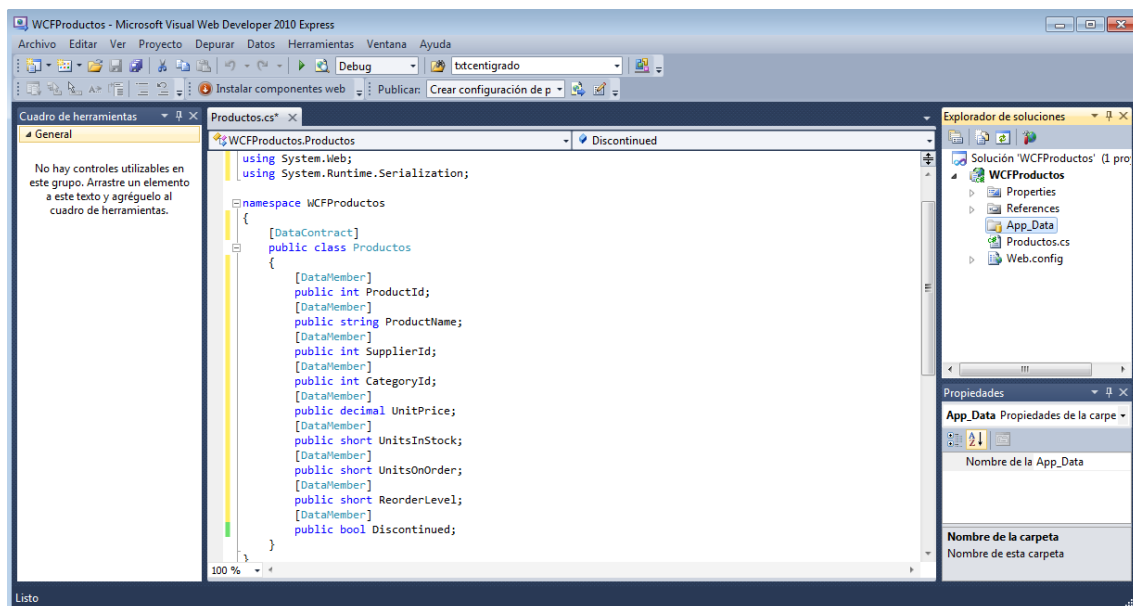 WCFProductos - Microsoft Visual Web Developer 2010 Express
Archivo Editar Ver Proyecto Depurar Datos Herramientas Ventana Ayuda
Debug txtcentigrado
Instalar componentes web Publicar: Crear configuración de p
Cuadro de herramientas
General
No hay controles utilizables en
este grupo. Arrastre un elemento
a este texto y agréguelo al
cuadro de herramientas.
Productos.cs*
WCFProductos.Productos Discontinued
using System.Web;
using System.Runtime.Serialization;
namespace WCFProductos
{
[DataContract]
public class Productos
{
[DataMember]
public int ProductId;
[DataMember]
public string ProductName;
[DataMember]
public int SupplierId;
[DataMember]
public int CategoryId;
[DataMember]
public decimal UnitPrice;
[DataMember]
public short UnitsInStock;
[DataMember]
public short UnitsOnOrder;
[DataMember]
public short ReorderLevel;
[DataMember]
public bool Discontinued;
}
}
100 %
Explorador de soluciones
Solución 'WCFProductos' (1 pro
WCFProductos
Properties
References
App_Data
Productos.cs
Web.config
Propiedades
App_Data Propiedades de la carpe
Nombre de la App_Data
Nombre de la carpeta
Nombre de esta carpeta
Listo